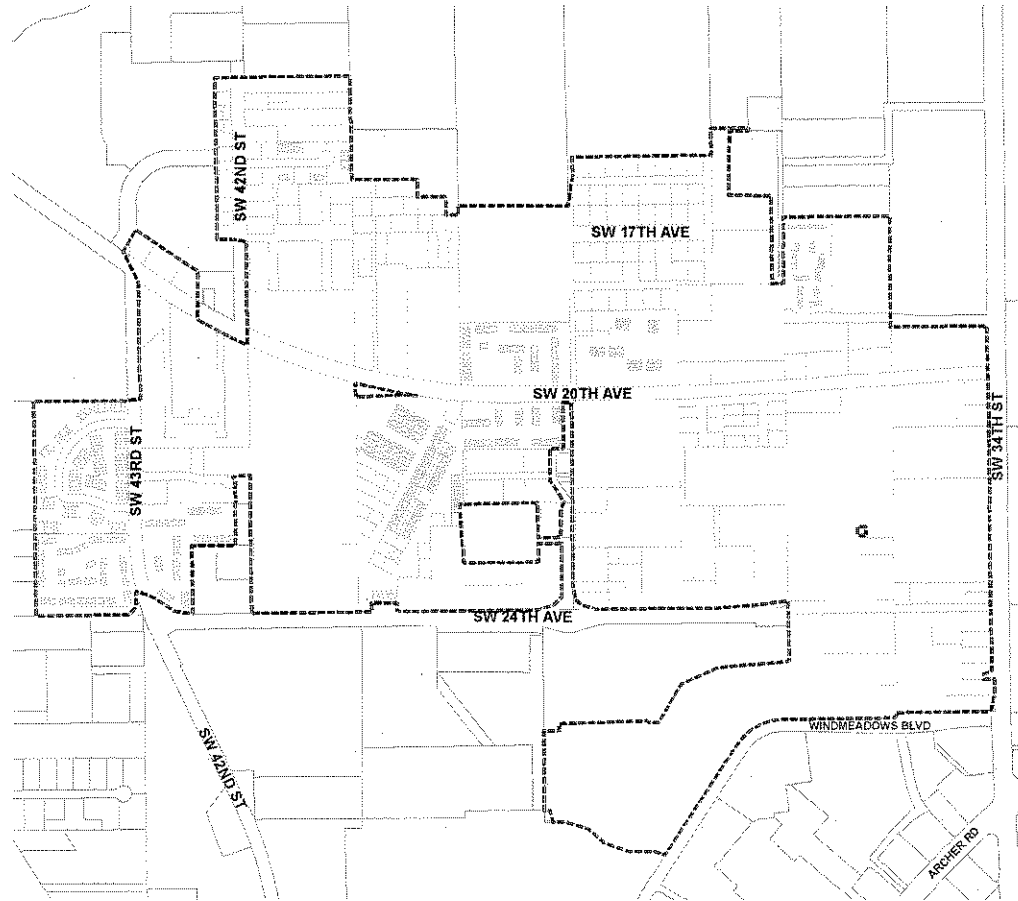 SW 42ND ST
SW 17TH AVE
SW 20TH AVE
SW 34TH ST
SW 43RD ST
SW 24TH AVE
WINDMEADOWS BLVD
SW 42ND ST
ARCHER RD